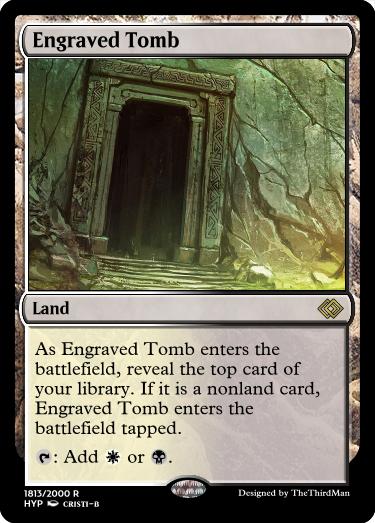 Engraved Tomb
Land
As Engraved Tomb enters the
battlefield, reveal the top card of
your library. If it is a nonland card,
Engraved Tomb enters the
battlefield tapped.
: Add or .
1813/2000 R
HYP CRISTI-B
Designed by TheThirdMan